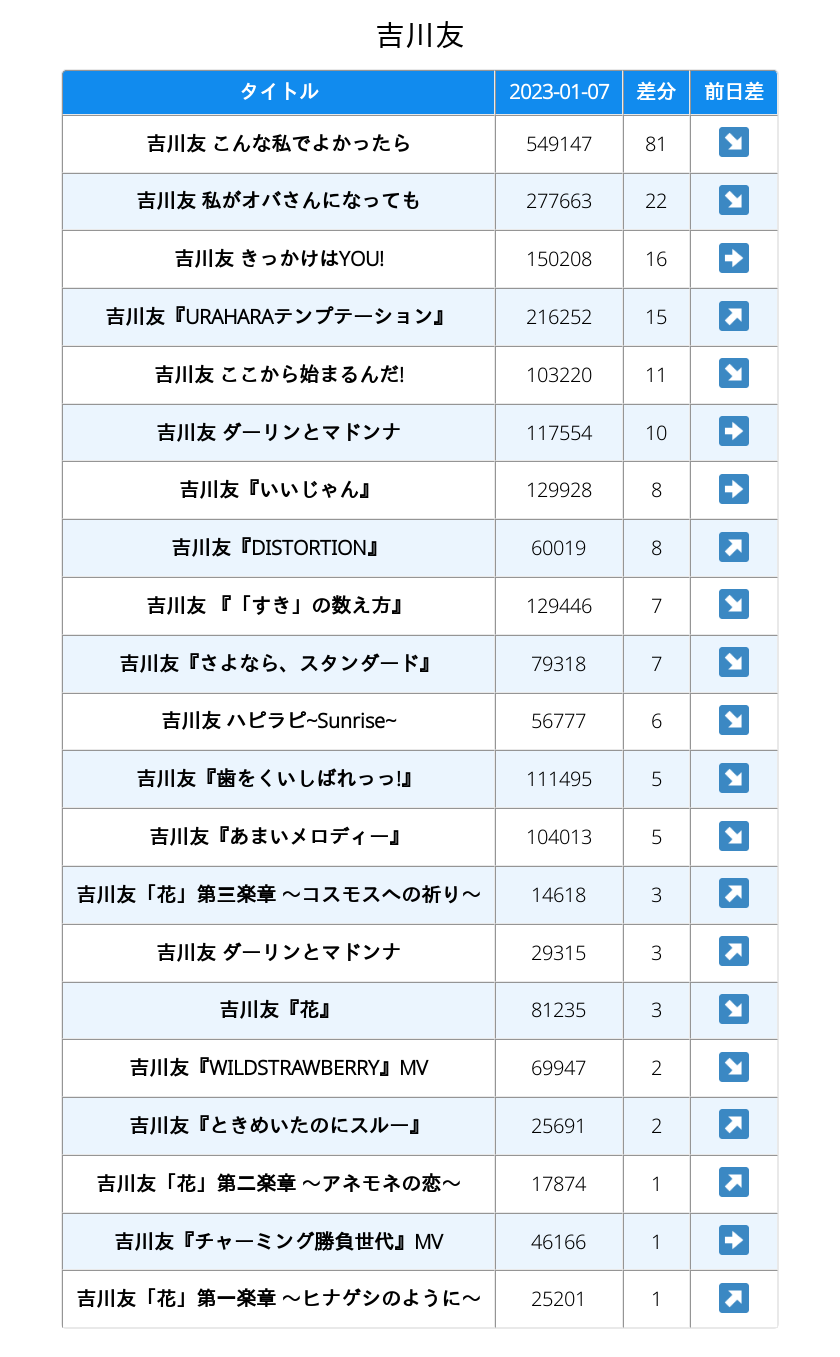 吉川友
タイトル 2023-01-07 差分 前日差
吉川友 こんな私でよかったら 549147 81 ↘
吉川友 私がオバさんになっても 277663 22 ↘
吉川友 きっかけはYOU! 150208 16 ➡
吉川友『URAHARAテンプテーション』 216252 15 ↗
吉川友 ここから始まるんだ! 103220 11 ↘
吉川友 ダーリンとマドンナ 117554 10 ➡
吉川友『いいじゃん』 129928 8 ➡
吉川友『DISTORTION』 60019 8 ↗
吉川友 『「すき」の数え方』 129446 7 ↘
吉川友『さよなら、スタンダード』 79318 7 ↘
吉川友 ハピラピ~Sunrise~ 56777 6 ↘
吉川友『歯をくいしばれっっ!』 111495 5 ↘
吉川友『あまいメロディー』 104013 5 ↘
吉川友「花」第三楽章 〜コスモスへの祈り〜 14618 3 ↗
吉川友 ダーリンとマドンナ 29315 3 ↗
吉川友『花』 81235 3 ↘
吉川友『WILDSTRAWBERRY』MV 69947 2 ↘
吉川友『ときめいたのにスルー』 25691 2 ↗
吉川友「花」第二楽章 〜アネモネの恋〜 17874 1 ↗
吉川友『チャーミング勝負世代』MV 46166 1 ➡
吉川友「花」第一楽章 〜ヒナゲシのように〜 25201 1 ↗